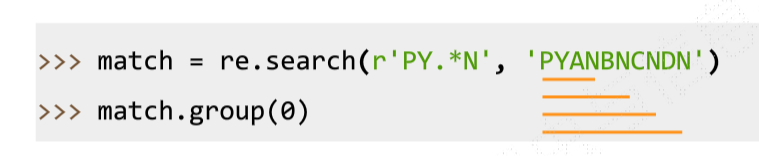 >>> match = re.search(r'PY.*N', 'PYANBNCNDN')
>>> match.group(0)